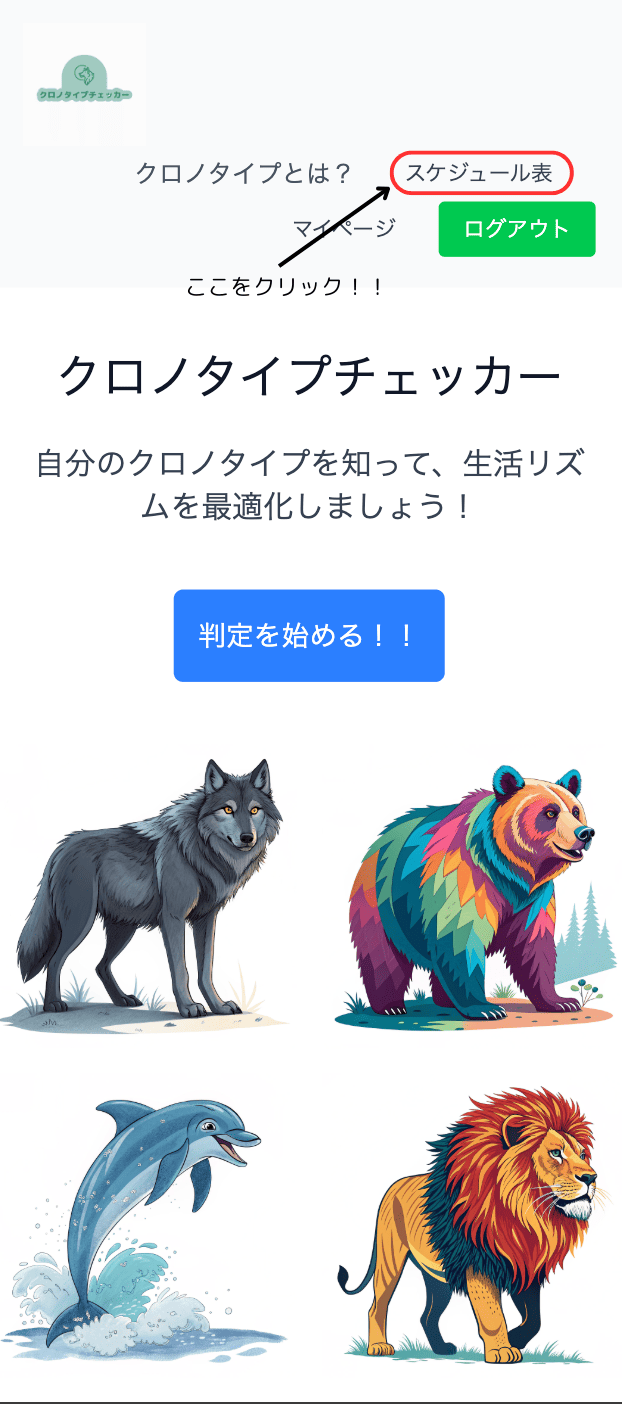 クロノタイプチェッカー
クロノタイプとは？
スケジュール表
マイページ
ログアウト
ここをクリック！！
クロノタイプチェッカー
自分のクロノタイプを知って、生活リズ
ムを最適化しましょう！
判定を始める！！